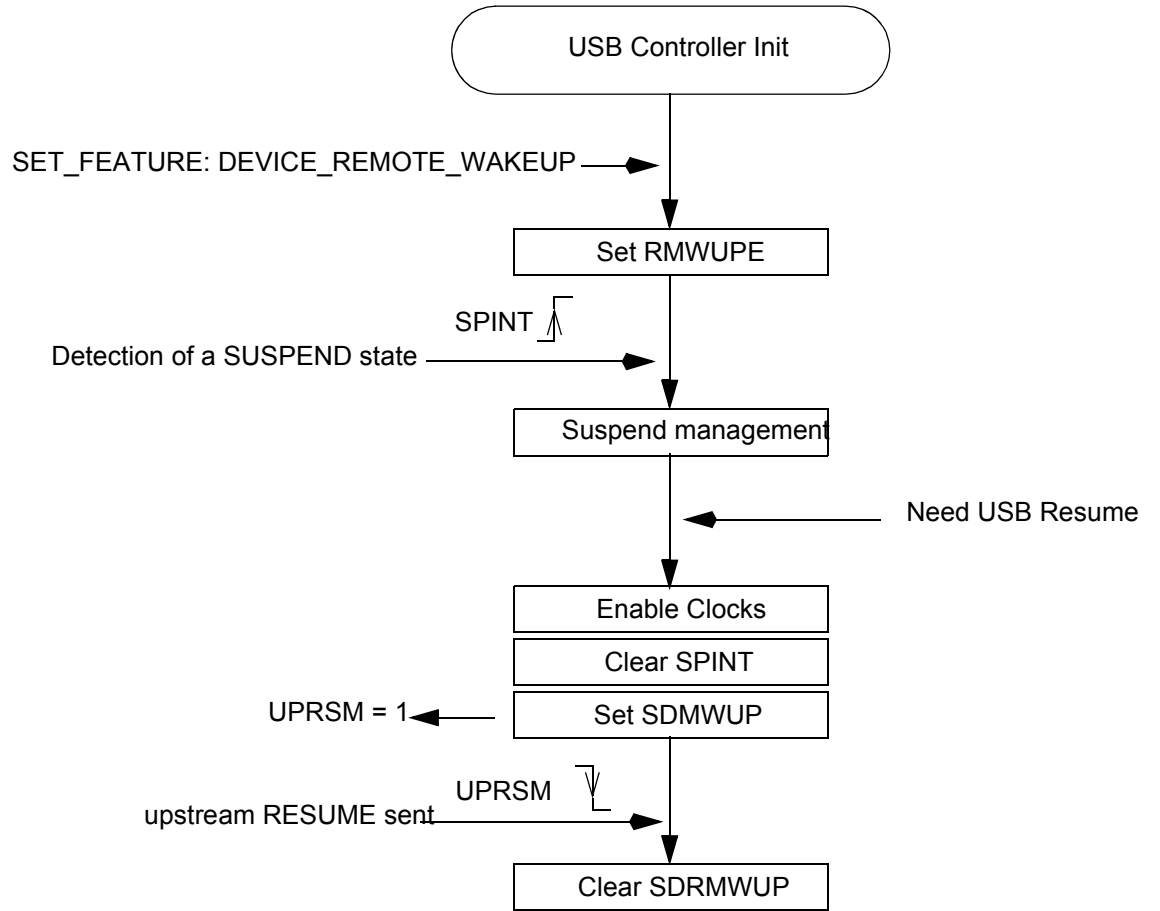 USB Controller Init
SET_FEATURE: DEVICE_REMOTE_WAKEUP
Set RMWUPE
SPINT
Detection of a SUSPEND state
Suspend management
Need USB Resume
Enable Clocks
Clear SPINT
UPRSM = 1
Set SDMWUP
UPRSM
upstream RESUME sent
Clear SDRMWUP